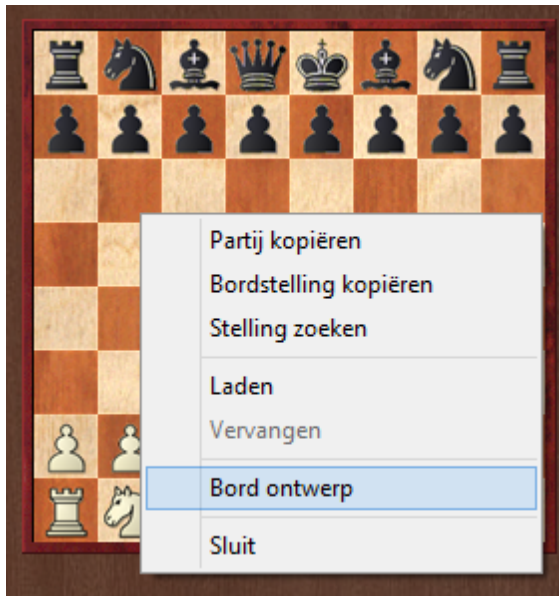 Partij kopiëren
Bordstelling kopiëren
Stelling zoeken
Laden
Vervangen
Bord ontwerp
Sluit